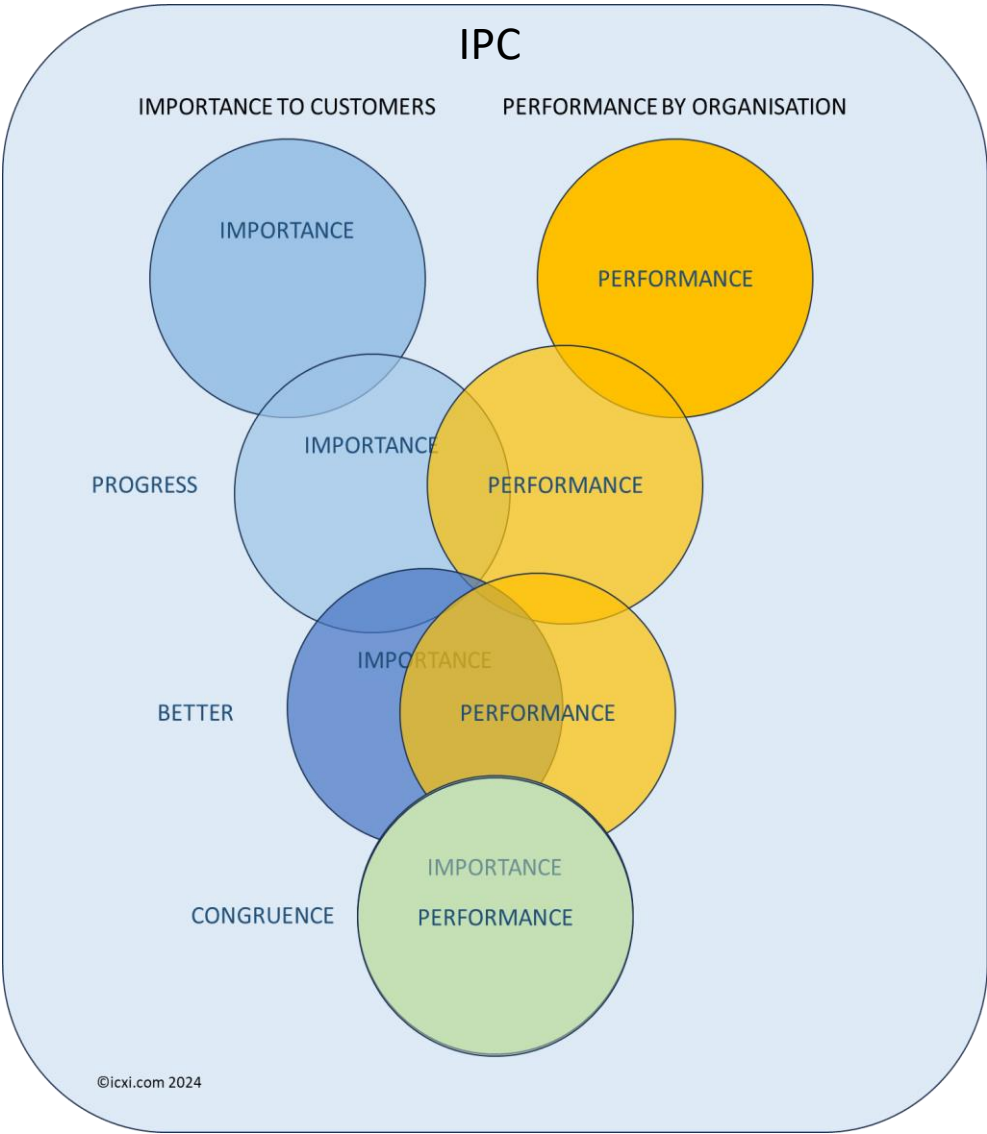 IPC
IMPORTANCE TO CUSTOMERS
PERFORMANCE BY ORGANISATION
IMPORTANCE
PERFORMANCE
IMPORTANCE
PROGRESS
PERFORMANCE
IMPORTANCE
BETTER
PERFORMANCE
IMPORTANCE
CONGRUENCE
PERFORMANCE
©icxi.com 2024